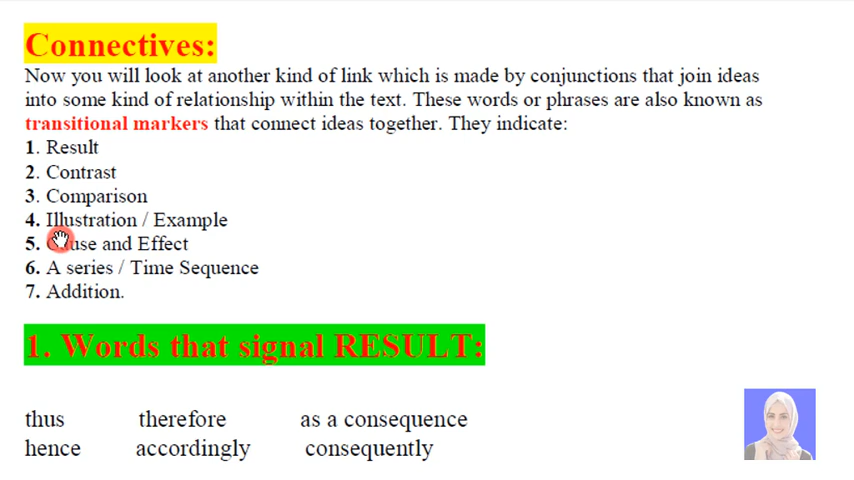 Connectives:
Now you will look at another kind of link which is made by conjunctions that join ideas
into some kind of relationship within the text. These words or phrases are also known as
transitional markers that connect ideas together. They indicate:
1. Result
2. Contrast
3. Comparison
4. Illustration / Example
5. Cause and Effect
6. A series / Time Sequence
7. Addition.
1. Words that signal RESULT:
thus therefore as a consequence
hence accordingly consequently